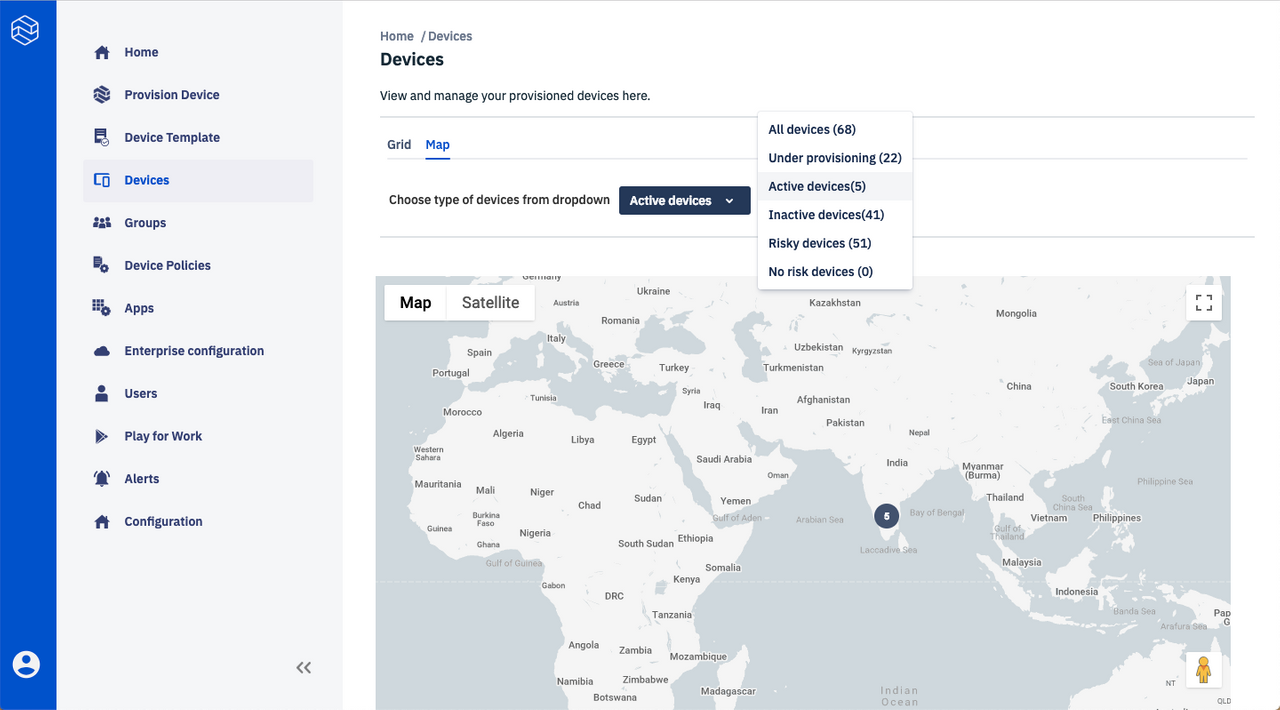 Home
Provision Device
Device Template
Devices
Groups
Device Policies
Apps
Enterprise configuration
Users
Play for Work
Alerts
Configuration
Home / Devices
Devices
View and manage your provisioned devices here.
Grid Map
Choose type of devices from dropdown
Active devices
All devices (68)
Under provisioning (22)
Active devices(5)
Inactive devices(41)
Risky devices (51)
No risk devices (0)
Map Satellite
Germany
Ukraine
Austria
Kazakhstan
Mongolia
Romania
Italy
Uzbekistan
Kyrgyzstan
Spain
Greece
Turkey
Turkmenistan
Sea of Japan
Portugal
Japan
Syria
China
South Korea
Tunisia
Afghanistan
Iraq
Iran
Morocco
Pakistan
East China Sea
Algeria
Libya
Egypt
Nepal
Western
Sahara
Saudi Arabia
India
Myanmar
(Burma)
Oman
Mauritania
Philippine Sea
Mali
Niger
Sudan
Yemen
Thailand
South
China Sea
Chad
Burkina
Faso
Gulf of Aden
Arabian Sea
5
Bay of Bengal
Vietnam
Philippines
Guinea
Nigeria
Gulf of
Thailand
Ghana
South Sudan
Ethiopia
Laccadive Sea
Gulf of Guinea
Somalia
Malaysia
Gabon
Kenya
DRC
Indonesia
Tanzania
Banda Sea
Pap
G
Arafura Sea
Angola
Zambia
Mozambique
Namibia
Zimbabwe
Madagascar
Botswana
Indian
Ocean
NT
QLD